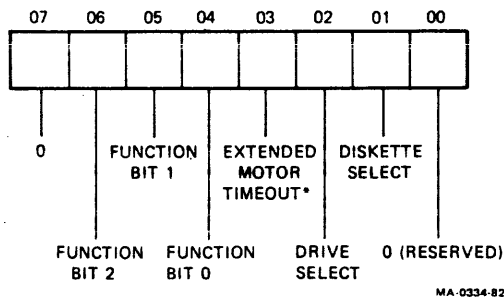 07 06 05 04 03 02 01 00
0 FUNCTION EXTENDED DISKETTE
BIT 1 MOTOR SELECT
TIMEOUT*
FUNCTION FUNCTION DRIVE 0 (RESERVED)
BIT 2 BIT 0 SELECT
MA-0334-82